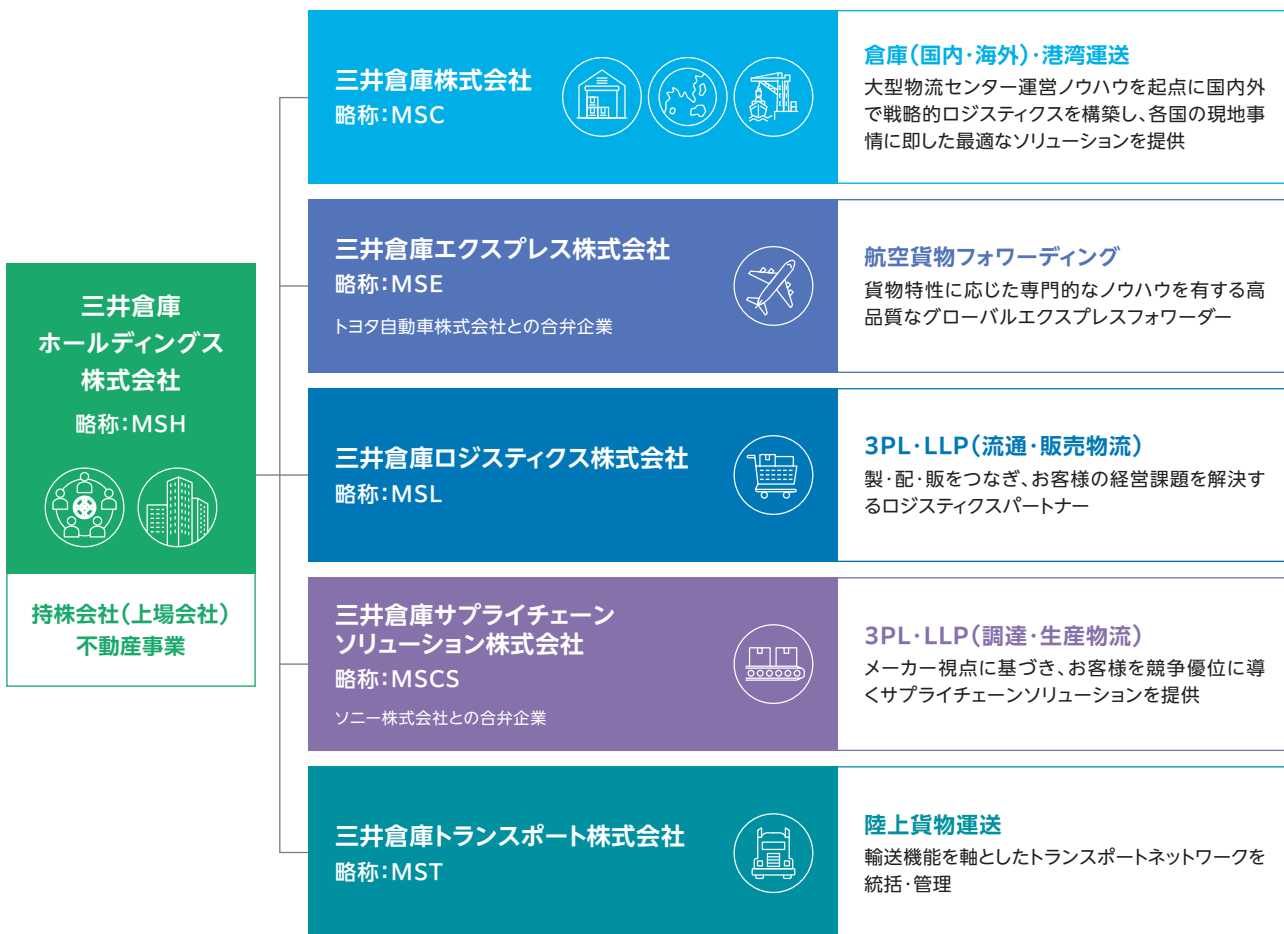 三井倉庫
ホールディングス
株式会社
略称：MSH
持株会社（上場会社）
不動産事業
三井倉庫株式会社
略称：MSC
倉庫（国内・海外）・港湾運送
大型物流センター運営ノウハウを起点に国内外
で戦略的ロジスティクスを構築し、各国の現地事
情に即した最適なソリューションを提供
三井倉庫エクスプレス株式会社
略称：MSE
トヨタ自動車株式会社との合弁企業
航空貨物フォワーディング
貨物特性に応じた専門的なノウハウを有する高
品質なグローバルエクスプレスフォワーダー
三井倉庫ロジスティクス株式会社
略称：MSL
3PL・LLP（流通・販売物流）
製・配・販をつなぎ、お客様の経営課題を解決す
るロジスティクスパートナー
三井倉庫サプライチェーン
ソリューション株式会社
略称：MSCS
ソニー株式会社との合弁企業
3PL・LLP（調達・生産物流）
メーカー視点に基づき、お客様を競争優位に導
くサプライチェーンソリューションを提供
三井倉庫トランスポート株式会社
略称：MST
陸上貨物運送
輸送機能を軸としたトランスポートネットワークを
統括・管理